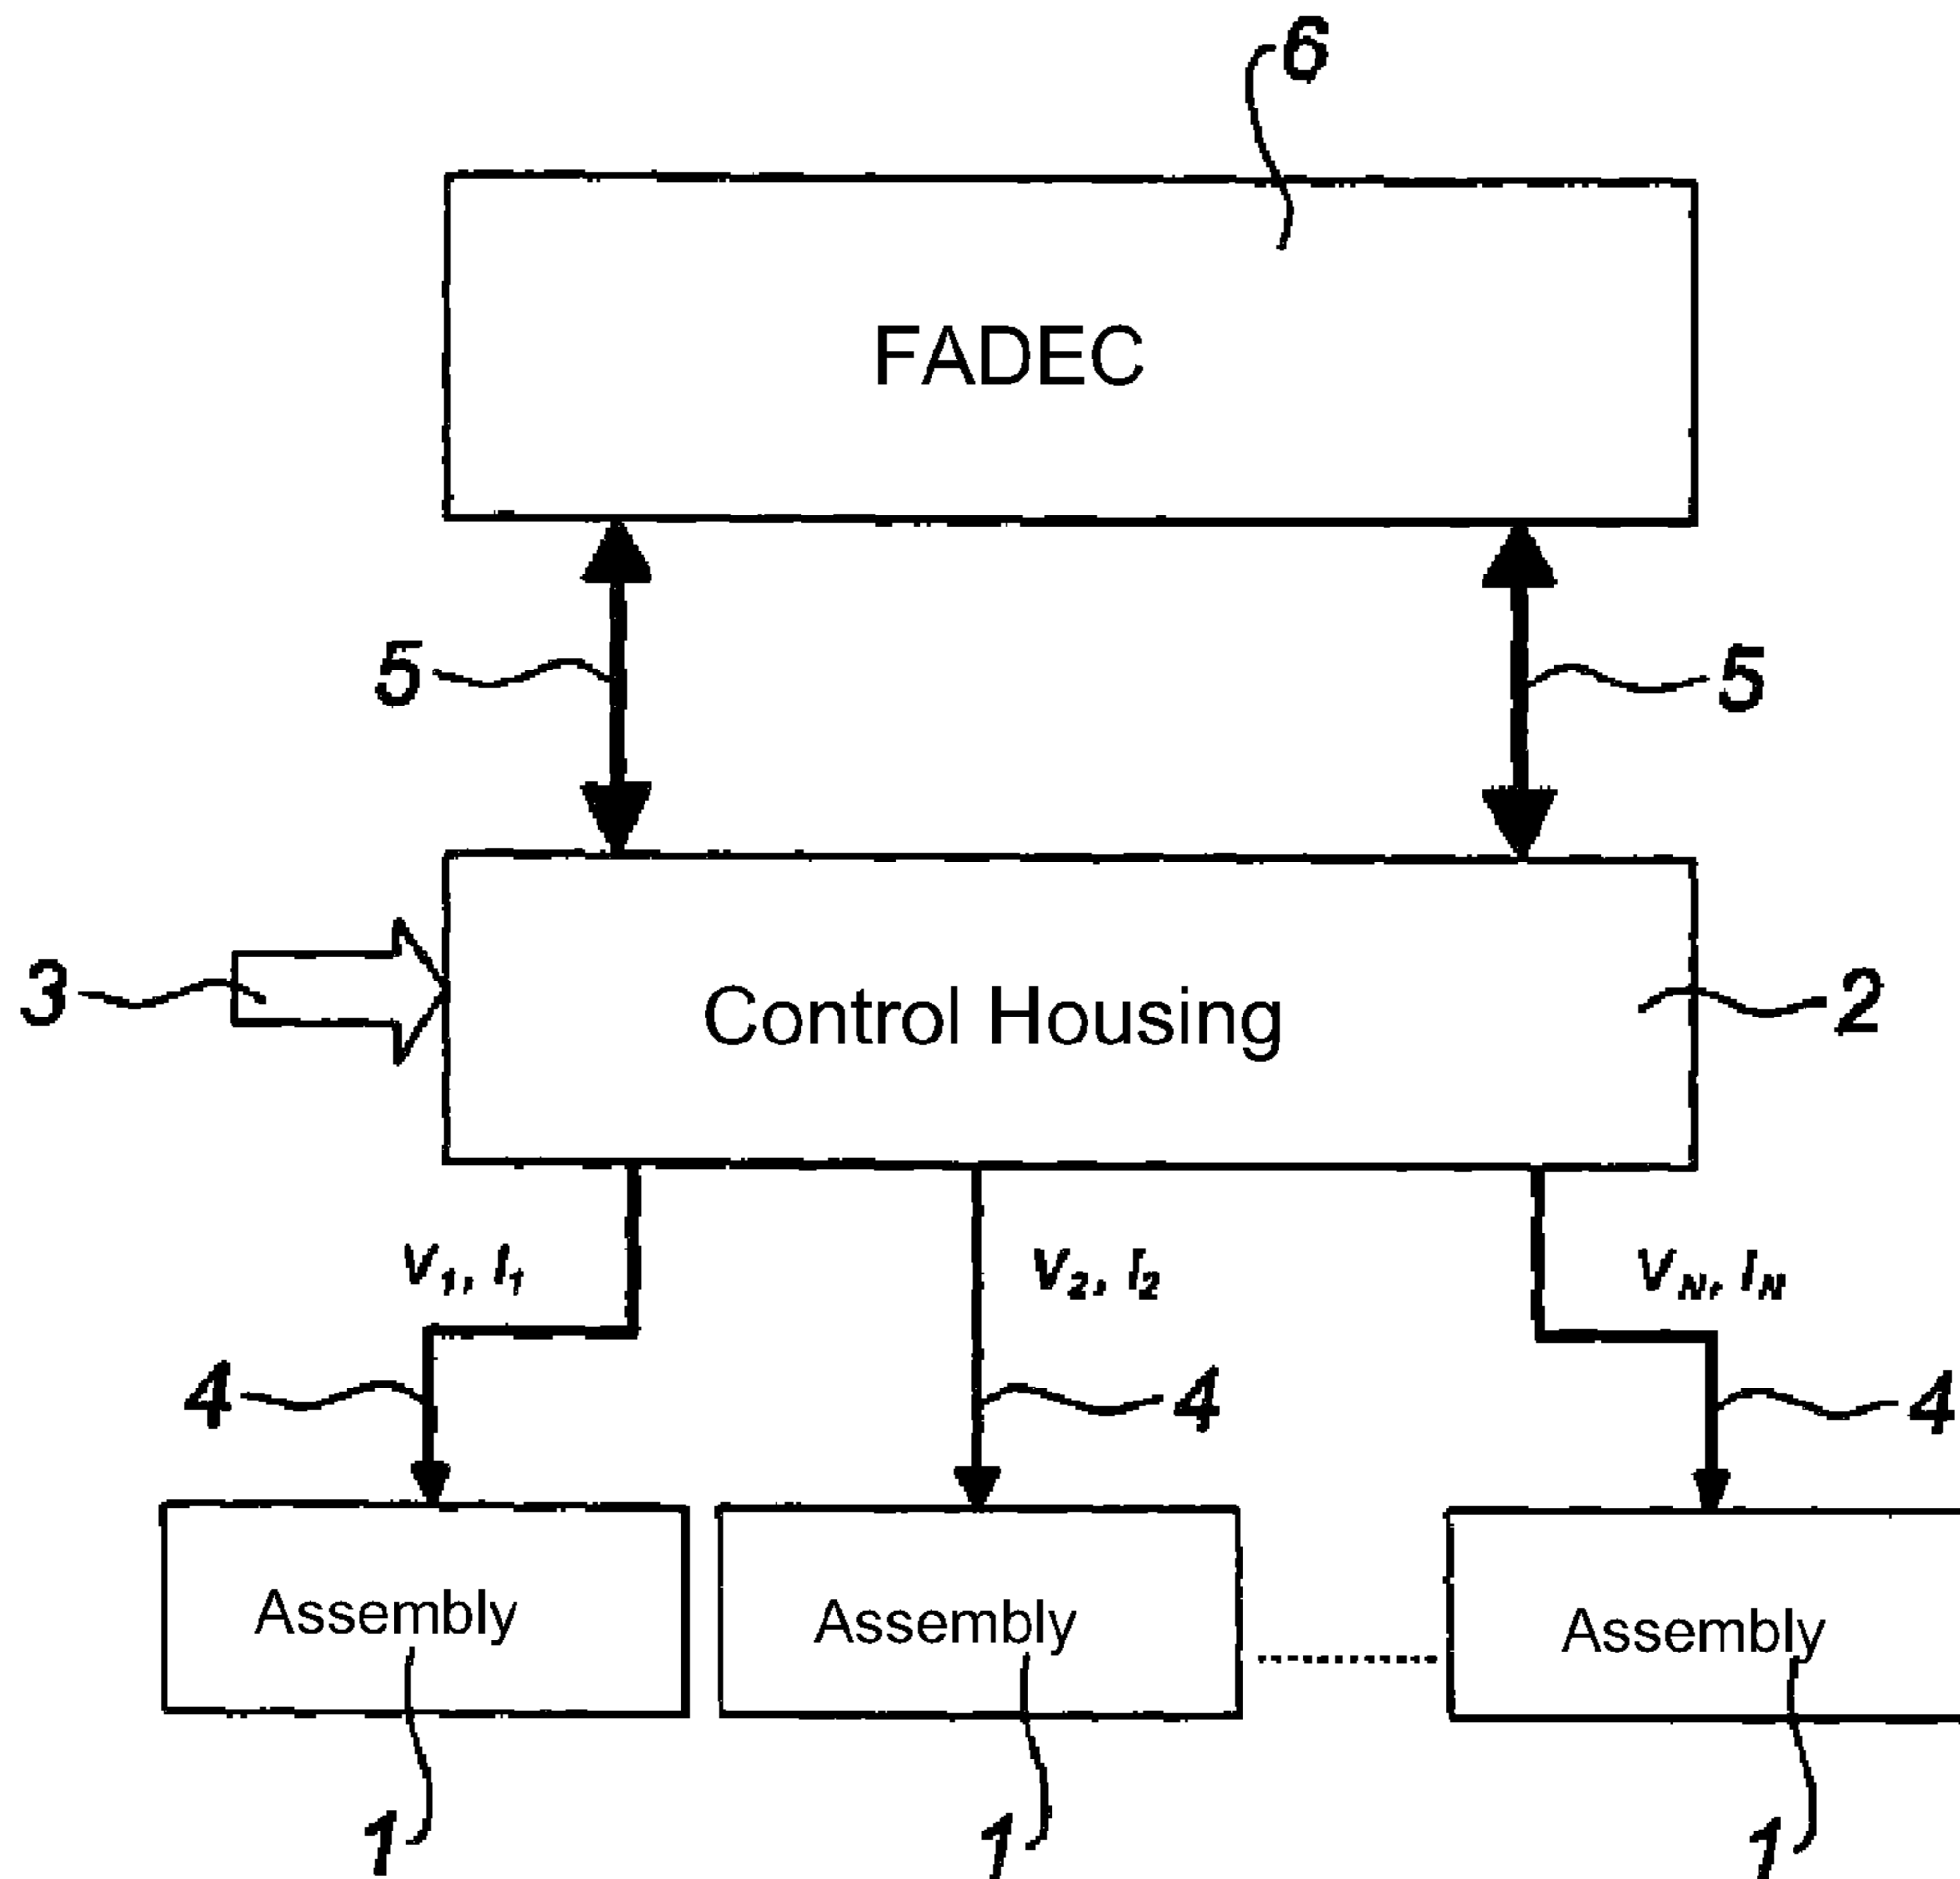 6
FADEC
5 5
3 Control Housing 2
V1, I1 V2, I2 VN, IN
4 4 4
Assembly Assembly Assembly
1 1 1